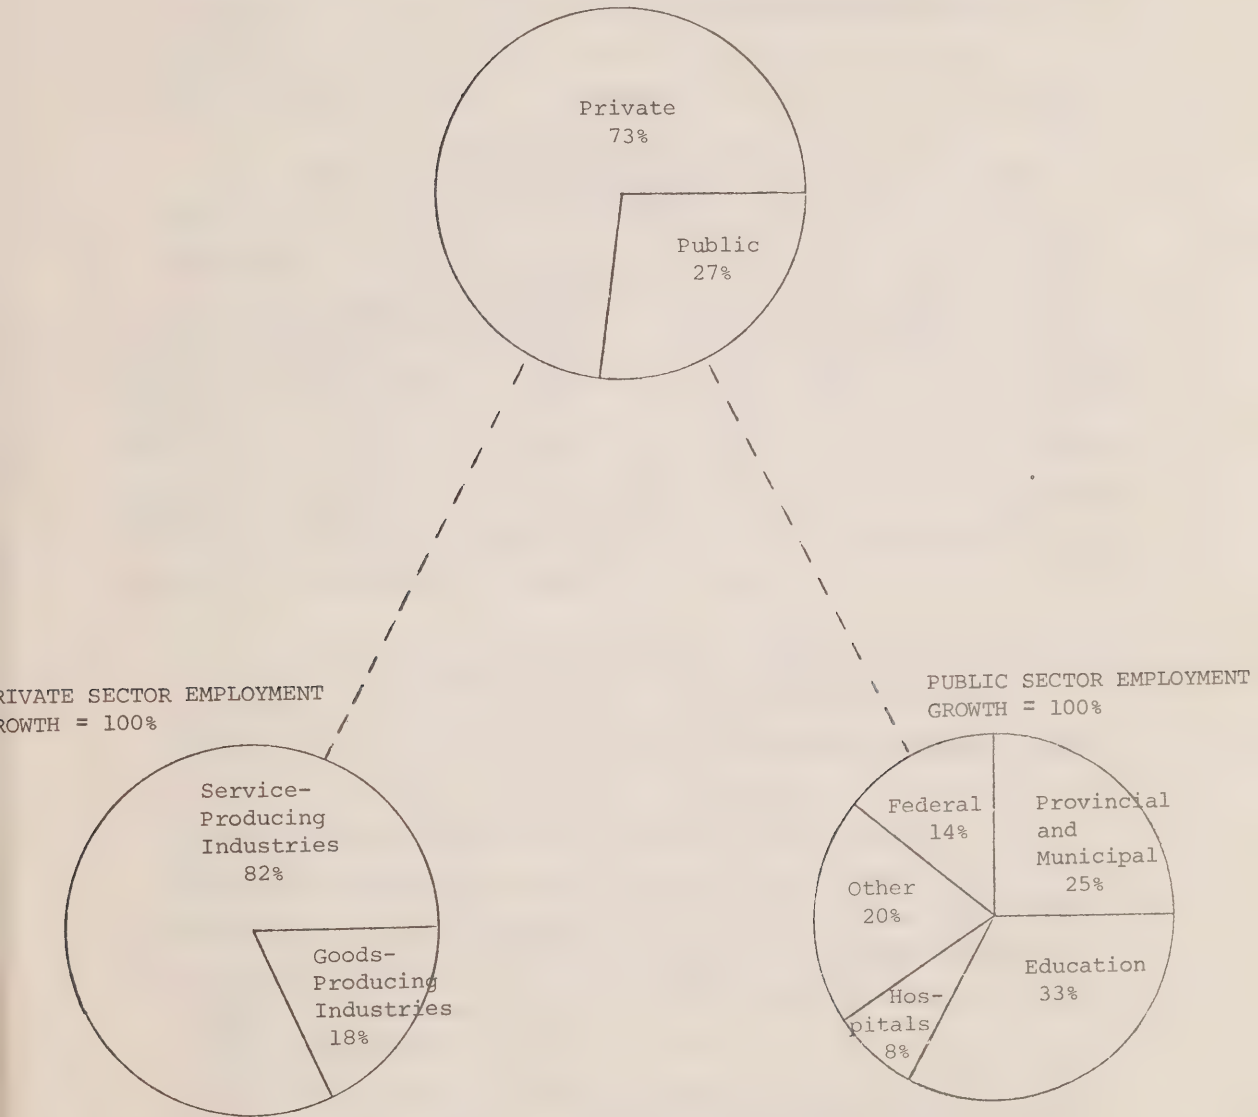 Private
73%
Public
27%
RIVATE SECTOR EMPLOYMENT
ROWTH = 100%
Service-
Producing
Industries
82%
Goods-
Producing
Industries
18%
PUBLIC SECTOR EMPLOYMENT
GROWTH = 100%
Federal
14%
Provincial
and
Municipal
25%
Other
20%
Education
33%
Hos-
pitals
8%